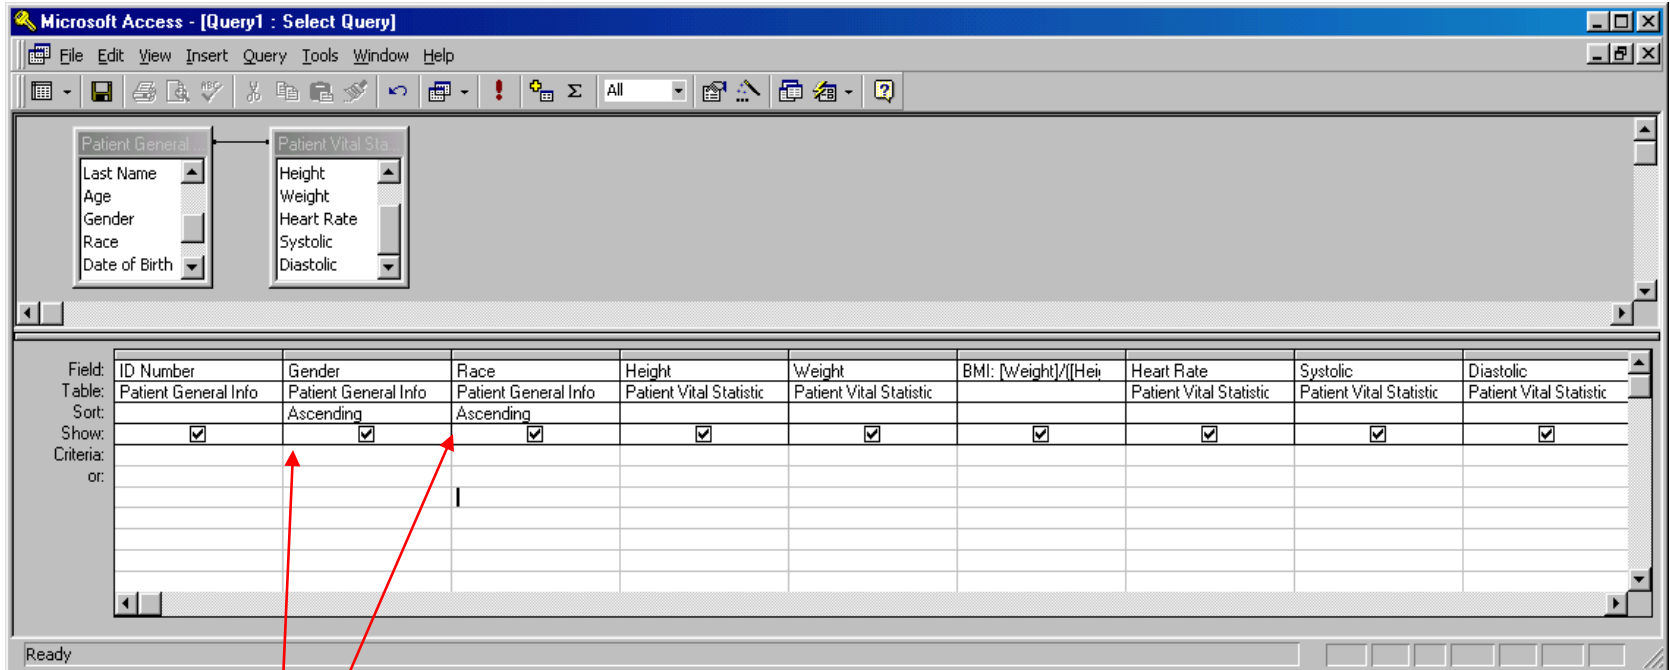 Microsoft Access - [Query1 : Select Query]
File Edit View Insert Query Tools Window Help
ABC Σ All
Patient General ... Patient Vital Sta...
Last Name Height
Age Weight
Gender Heart Rate
Race Systolic
Date of Birth Diastolic
Field: ID Number Gender Race Height Weight BMI: [Weight]/([Hei Heart Rate Systolic Diastolic
Table: Patient General Info Patient General Info Patient General Info Patient Vital Statistic Patient Vital Statistic Patient Vital Statistic Patient Vital Statistic Patient Vital Statistic
Sort: Ascending Ascending
Show:
Criteria:
or:
Ready